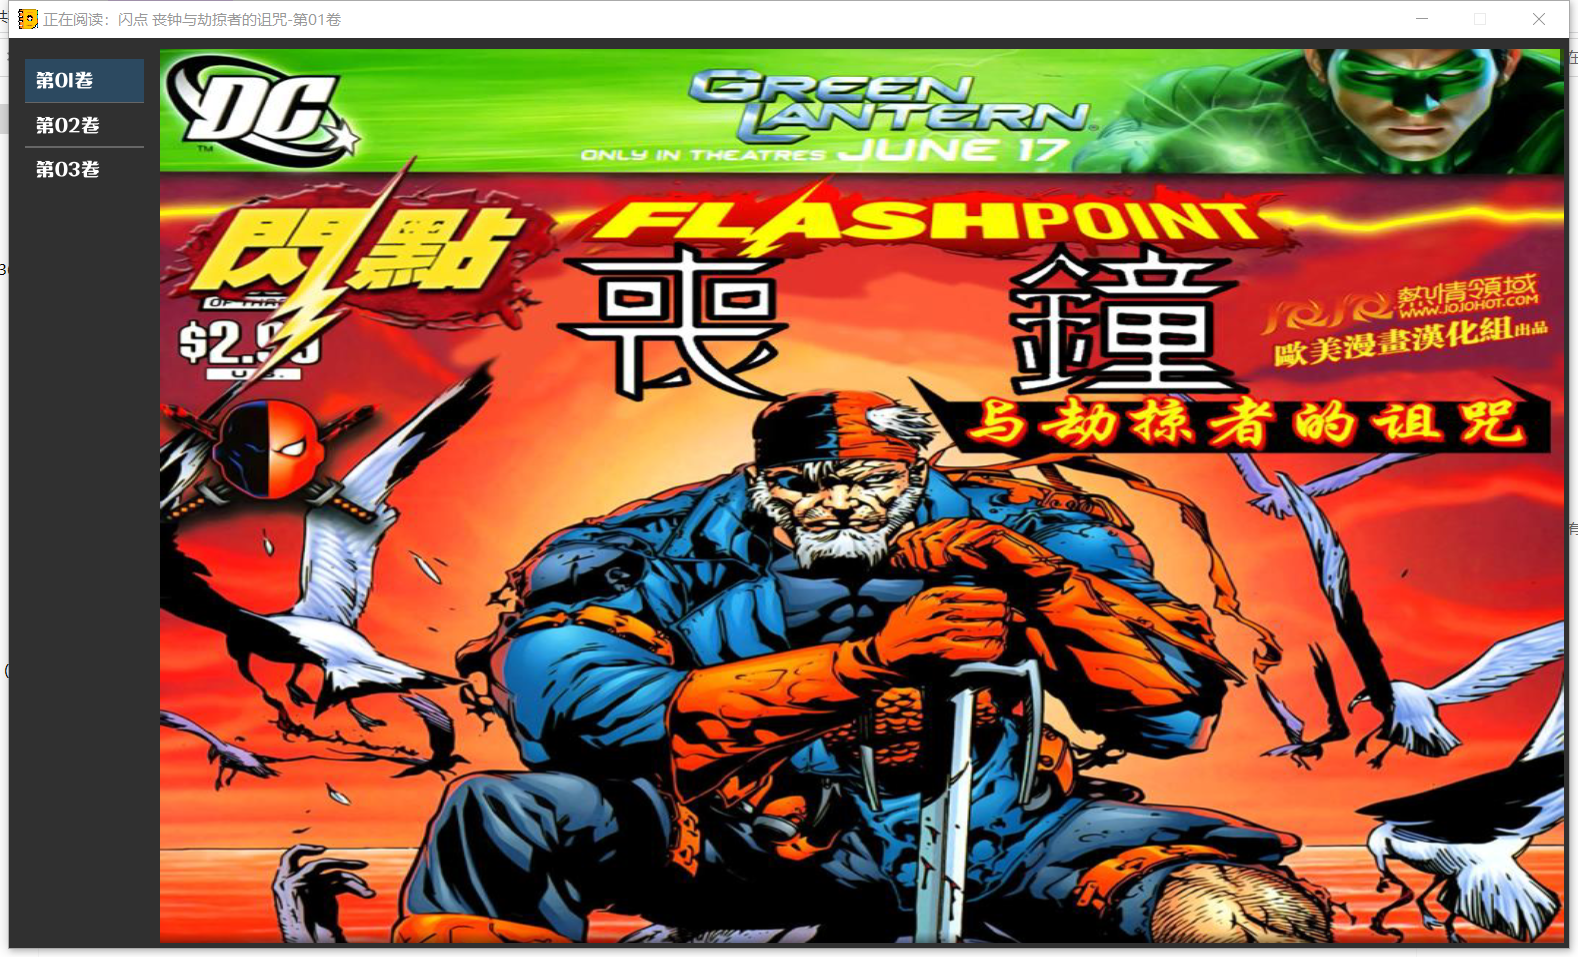 正在阅读：闪点 丧钟与劫掠者的诅咒-第01卷
第01卷
第02卷
第03卷
DC
TM
GREEN
LANTERN
ONLY IN THEATRES JUNE 17
閃點
FLASHPOINT
$2.99
U.S.
喪鐘
JOJO 熱情領域
WWW.JOJOHOT.COM
歐美漫畫漢化組出品
与劫掠者的诅咒